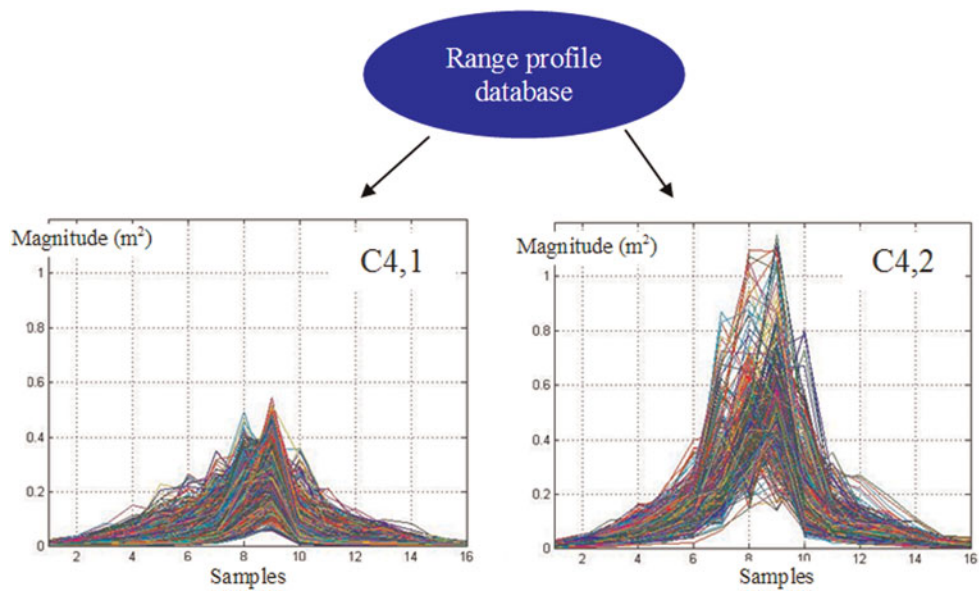 Range profile
database
Magnitude (m²)
C4,1
1
0.8
0.6
0.4
0.2
0
2 4 6 8 10 12 14 16
Samples
Magnitude (m²)
C4,2
1
0.8
0.6
0.4
0.2
0
2 4 6 8 10 12 14 16
Samples